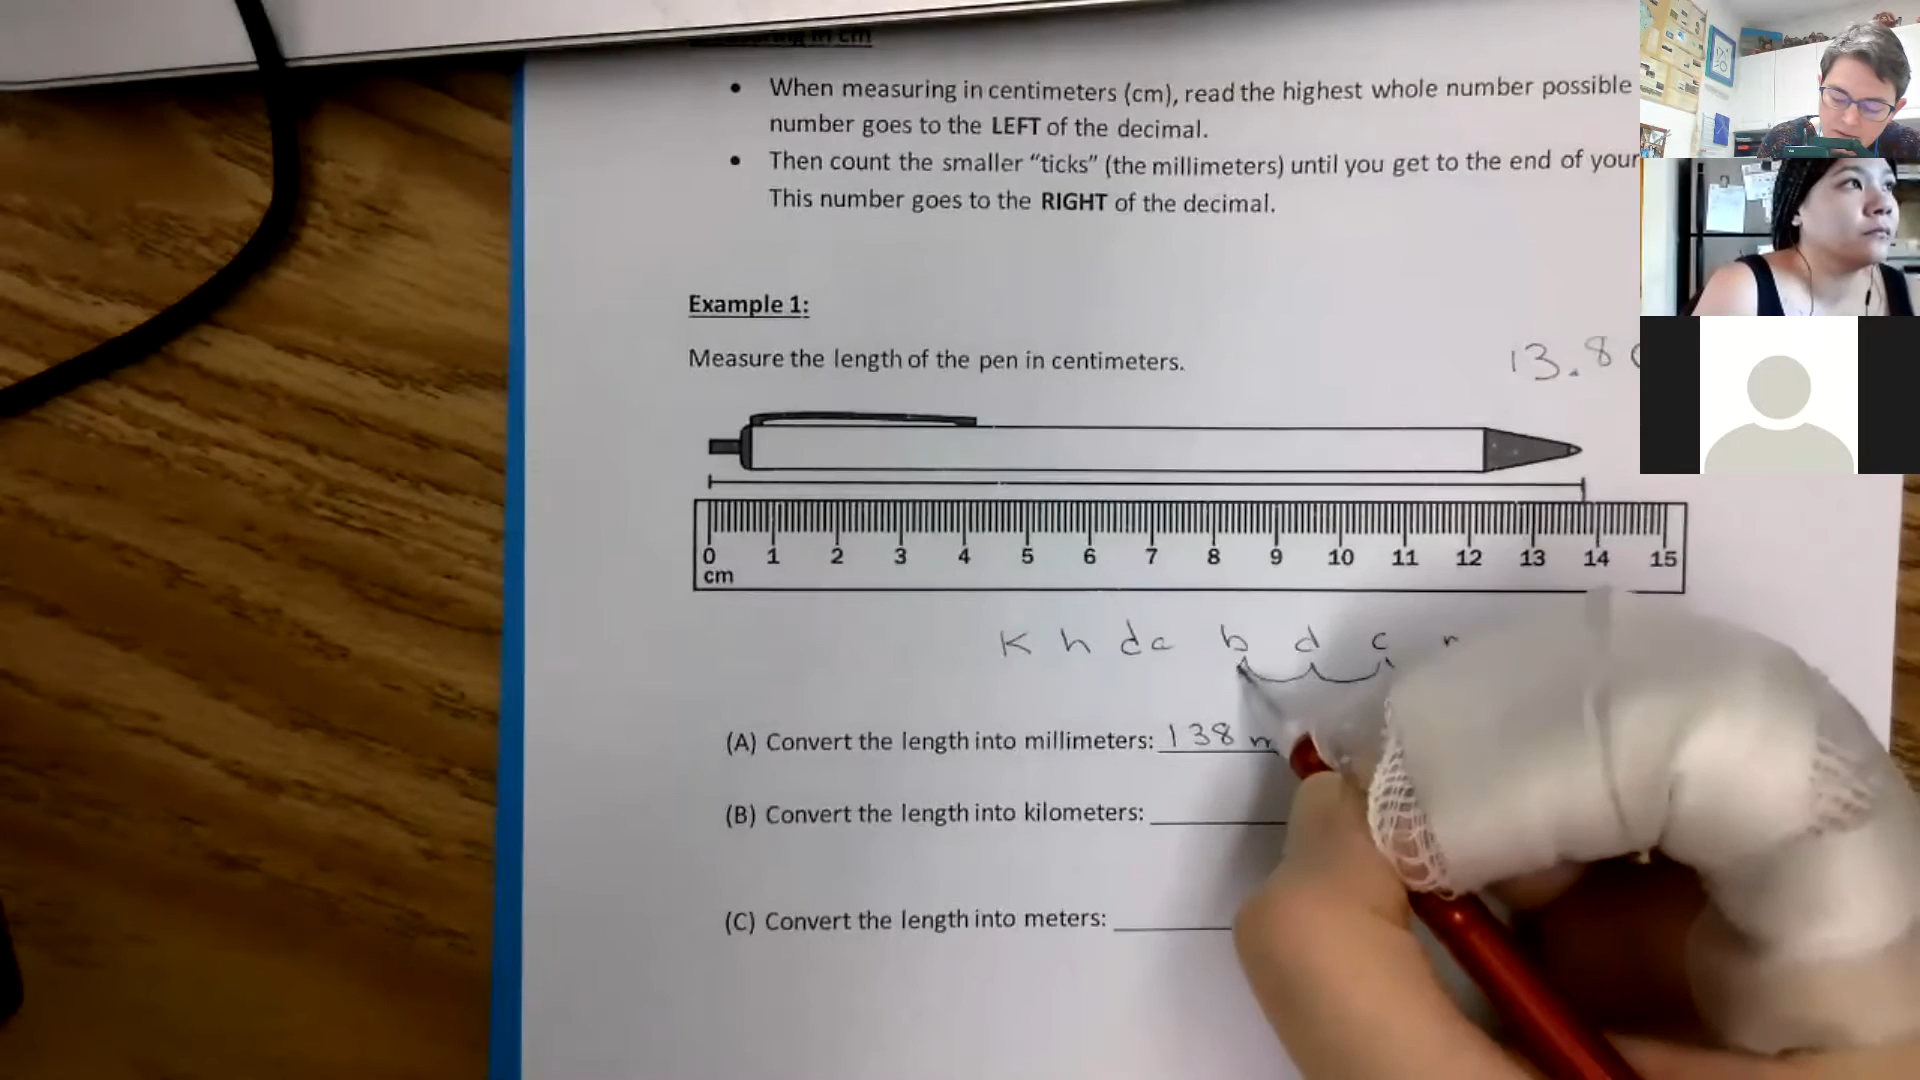 in cm
• When measuring in centimeters (cm), read the highest whole number possible
number goes to the LEFT of the decimal.
• Then count the smaller “ticks” (the millimeters) until you get to the end of your
This number goes to the RIGHT of the decimal.
Example 1:
Measure the length of the pen in centimeters.
13.8
0 1 2 3 4 5 6 7 8 9 10 11 12 13 14 15
cm
K h da b d c
(A) Convert the length into millimeters: 138
(B) Convert the length into kilometers:
(C) Convert the length into meters: